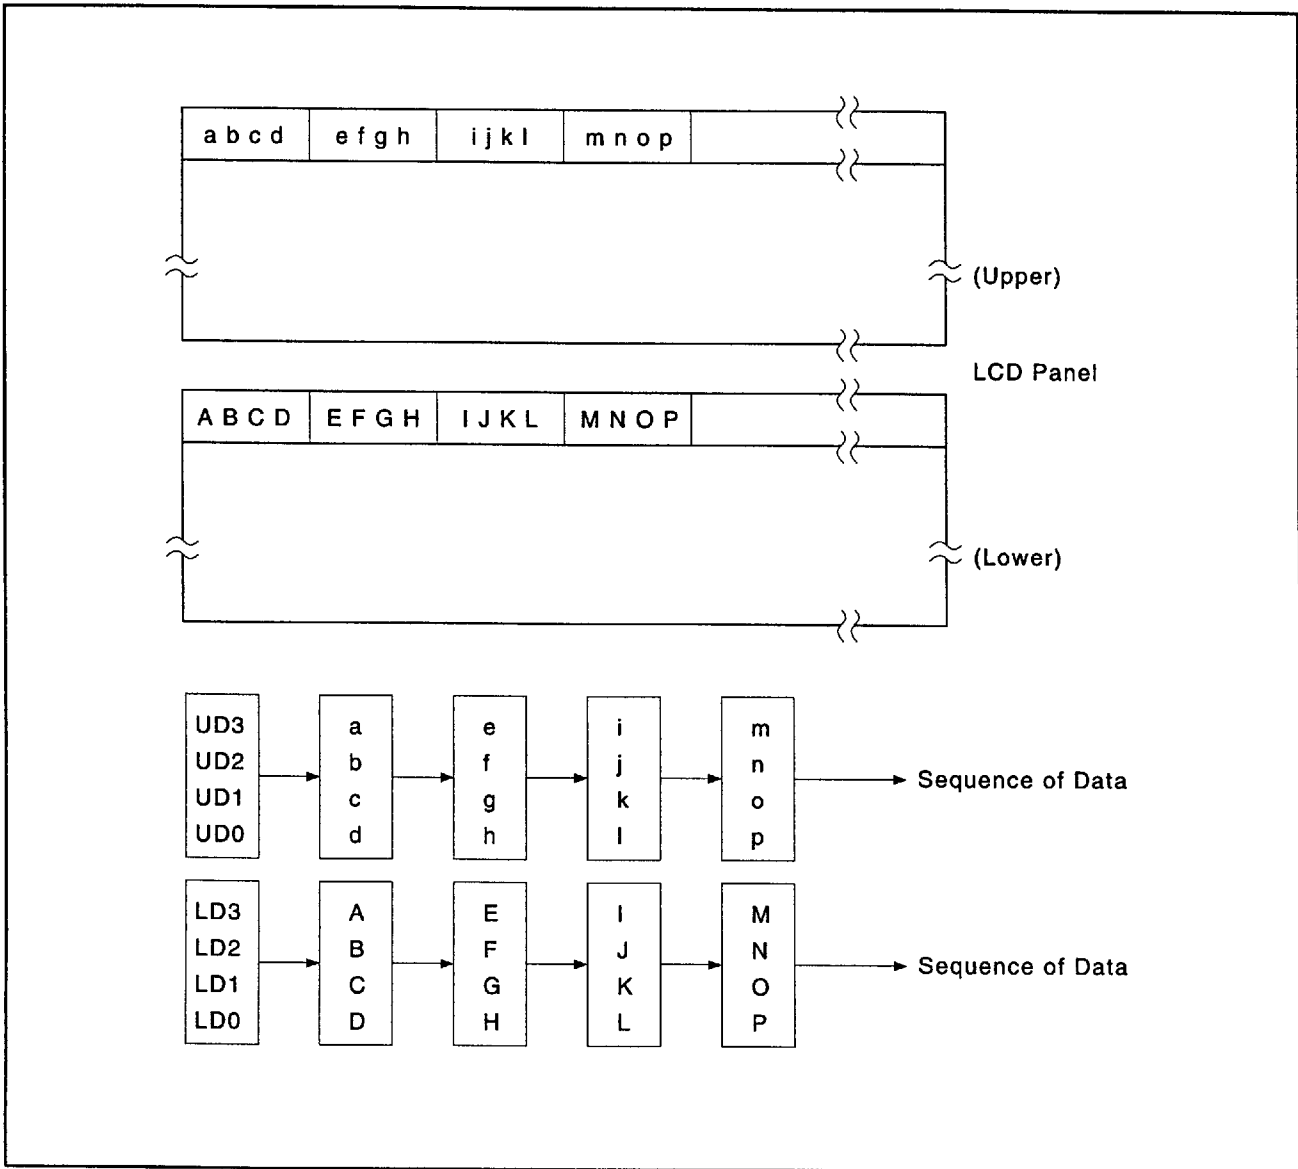 a b c d e f g h i j k l m n o p
(Upper)
LCD Panel
A B C D E F G H I J K L M N O P
(Lower)
UD3 a e i m
UD2 b f j n
Sequence of Data
UD1 c g k o
UD0 d h l p
LD3 A E I M
LD2 B F J N
Sequence of Data
LD1 C G K O
LD0 D H L P